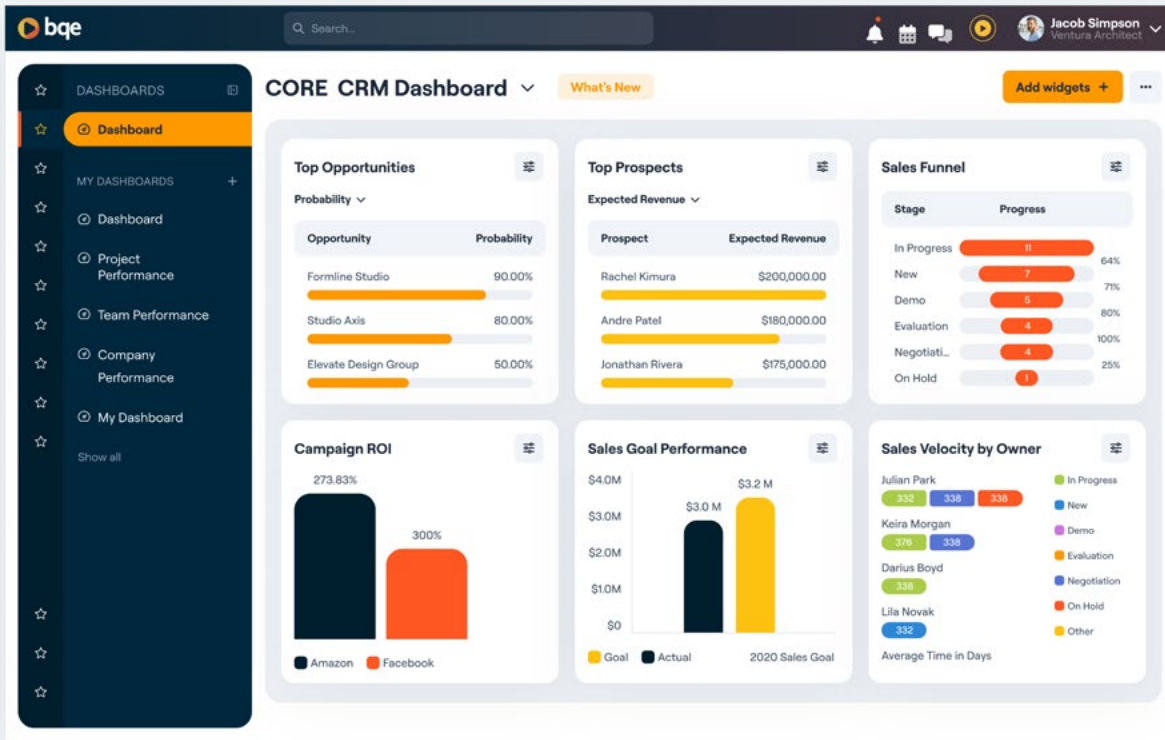 bqe
Search...
Jacob Simpson
Ventura Architect
DASHBOARDS
Dashboard
MY DASHBOARDS +
Dashboard
Project
Performance
Team Performance
Company
Performance
My Dashboard
Show all
CORE CRM Dashboard
What's New
Add widgets +
Top Opportunities
Probability
Opportunity Probability
Formline Studio 90.00%
Studio Axis 80.00%
Elevate Design Group 50.00%
Top Prospects
Expected Revenue
Prospect Expected Revenue
Rachel Kimura $200,000.00
Andre Patel $180,000.00
Jonathan Rivera $175,000.00
Sales Funnel
Stage Progress
In Progress 11
64%
New 7
71%
Demo 5
80%
Evaluation 4
100%
Negotiati... 4
25%
On Hold 1
Campaign ROI
273.83%
300%
Amazon Facebook
Sales Goal Performance
$4.0M
$3.2 M
$3.0 M
$3.0M
$2.0M
$1.0M
$0
Goal Actual 2020 Sales Goal
Sales Velocity by Owner
Julian Park
332 338 338
Keira Morgan
376 338
Darius Boyd
338
Lila Novak
332
Average Time in Days
In Progress
New
Demo
Evaluation
Negotiation
On Hold
Other